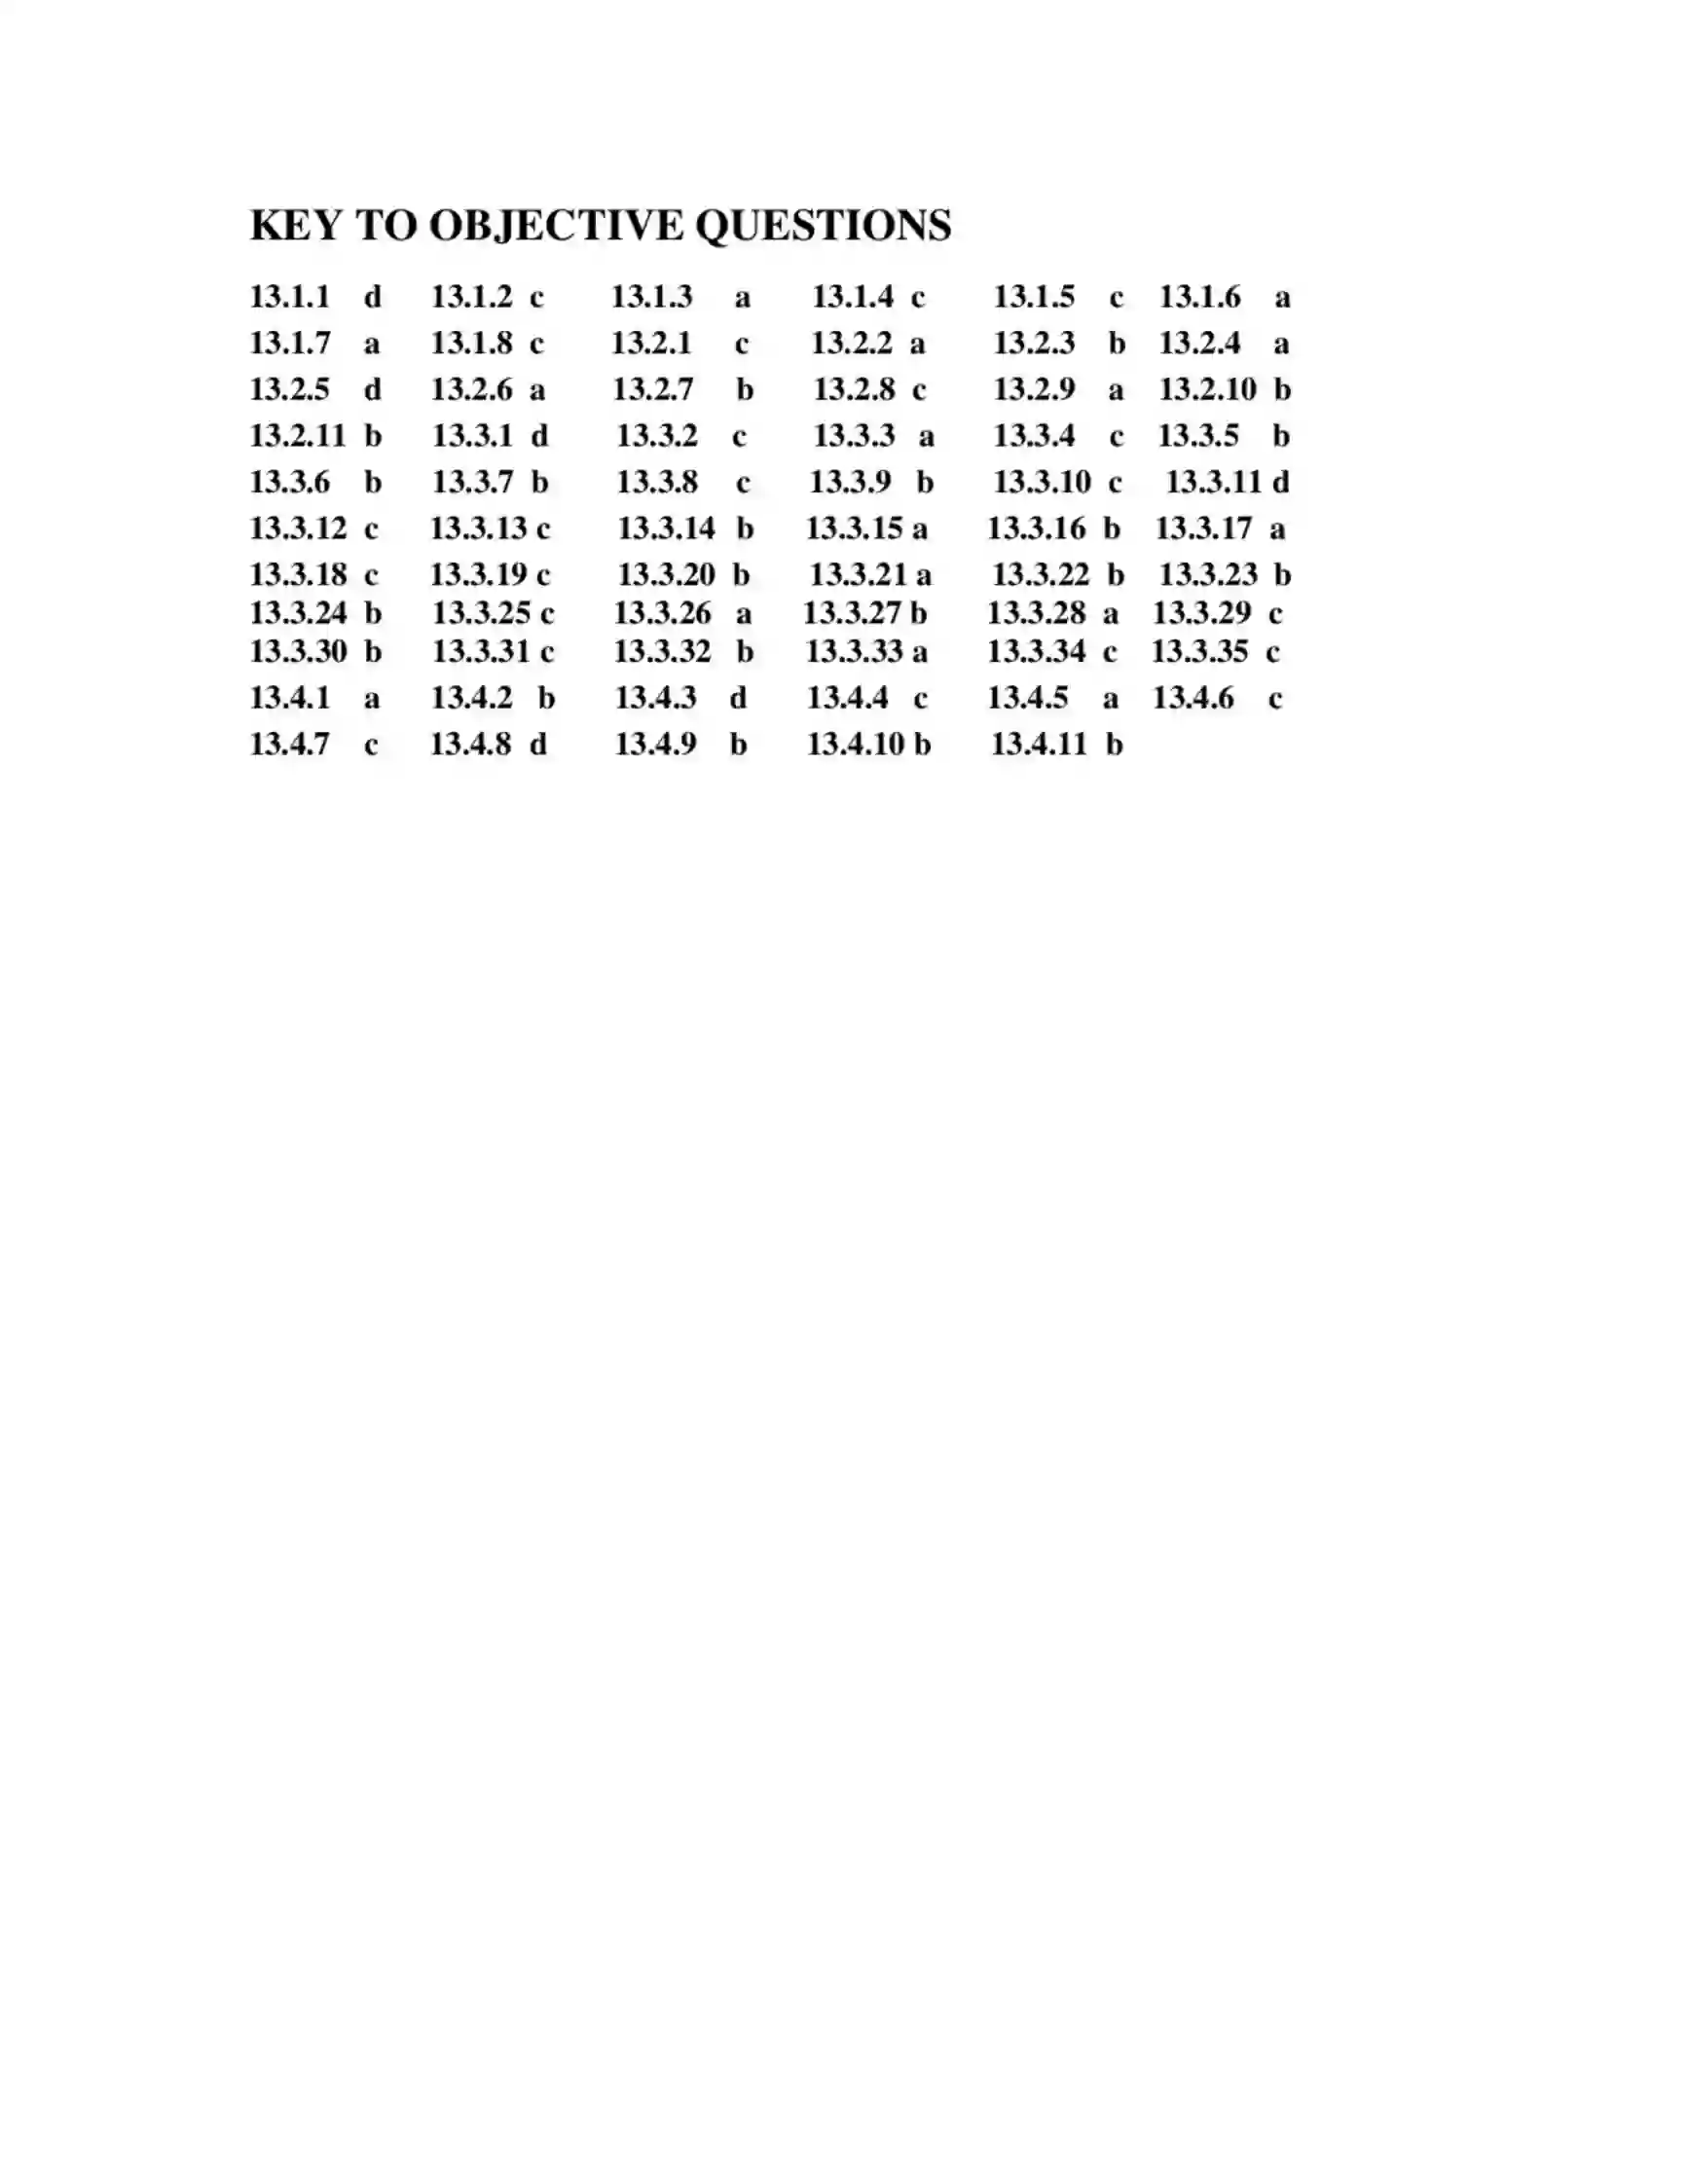 KEY TO OBJECTIVE QUESTIONS
13.1.1 d 13.1.2 c 13.1.3 a 13.1.4 c 13.1.5 c 13.1.6 a
13.1.7 a 13.1.8 c 13.2.1 c 13.2.2 a 13.2.3 b 13.2.4 a
13.2.5 d 13.2.6 a 13.2.7 b 13.2.8 c 13.2.9 a 13.2.10 b
13.2.11 b 13.3.1 d 13.3.2 c 13.3.3 a 13.3.4 c 13.3.5 b
13.3.6 b 13.3.7 b 13.3.8 c 13.3.9 b 13.3.10 c 13.3.11 d
13.3.12 c 13.3.13 c 13.3.14 b 13.3.15 a 13.3.16 b 13.3.17 a
13.3.18 c 13.3.19 c 13.3.20 b 13.3.21 a 13.3.22 b 13.3.23 b
13.3.24 b 13.3.25 c 13.3.26 a 13.3.27 b 13.3.28 a 13.3.29 c
13.3.30 b 13.3.31 c 13.3.32 b 13.3.33 a 13.3.34 c 13.3.35 c
13.4.1 a 13.4.2 b 13.4.3 d 13.4.4 c 13.4.5 a 13.4.6 c
13.4.7 c 13.4.8 d 13.4.9 b 13.4.10 b 13.4.11 b